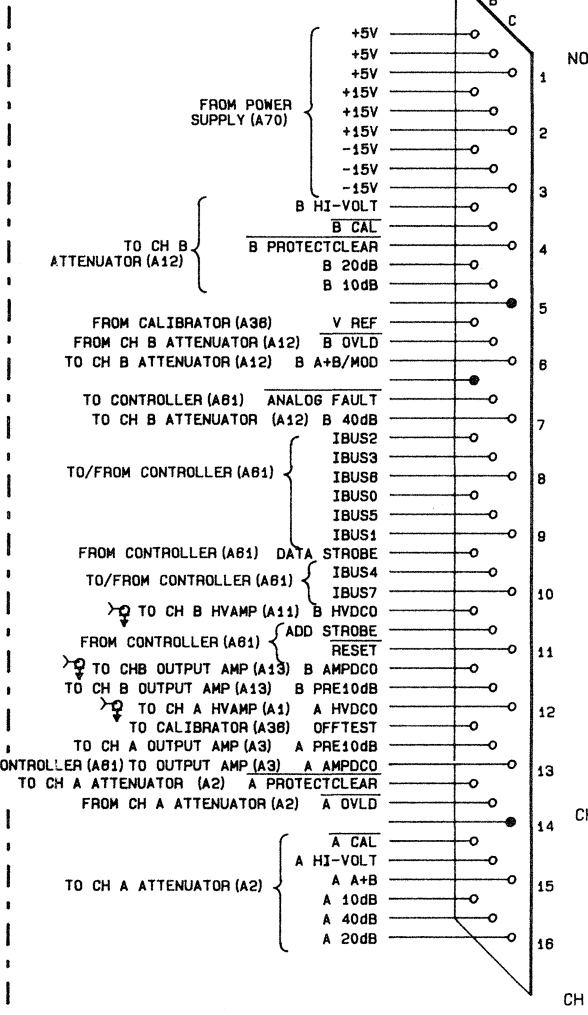 B
C
+5V
+5V
NO
+5V
1
+15V
FROM POWER SUPPLY (A70)
+15V
+15V
2
-15V
-15V
-15V
3
B HI-VOLT
B CAL
TO CH B ATTENUATOR (A12)
B PROTECTCLEAR
4
B 20dB
B 10dB
5
FROM CALIBRATOR (A36) V REF
FROM CH B ATTENUATOR (A12) B OVLD
TO CH B ATTENUATOR (A12) B A+B/MOD
6
TO CONTROLLER (A61) ANALOG FAULT
TO CH B ATTENUATOR (A12) B 40dB
7
IBUS2
IBUS3
TO/FROM CONTROLLER (A61)
IBUS6
8
IBUS0
IBUS5
IBUS1
9
FROM CONTROLLER (A61) DATA STROBE
TO/FROM CONTROLLER (A61)
IBUS4
IBUS7
10
TO CH B HVAMP (A11) B HVDCO
FROM CONTROLLER (A61)
ADD STROBE
RESET
11
TO CHB OUTPUT AMP (A13) B AMPDCO
TO CH B OUTPUT AMP (A13) B PRE10dB
TO CH A HVAMP (A1) A HVDCO
12
TO CALIBRATOR (A36) OFFTEST
TO CH A OUTPUT AMP (A3) A PRE10dB
ONTROLLER (A61) TO OUTPUT AMP (A3) A AMPDCO
13
TO CH A ATTENUATOR (A2) A PROTECTCLEAR
FROM CH A ATTENUATOR (A2) A OVLD
CH
14
A CAL
A HI-VOLT
TO CH A ATTENUATOR (A2)
A A+B
15
A 10dB
A 40dB
A 20dB
16
CH